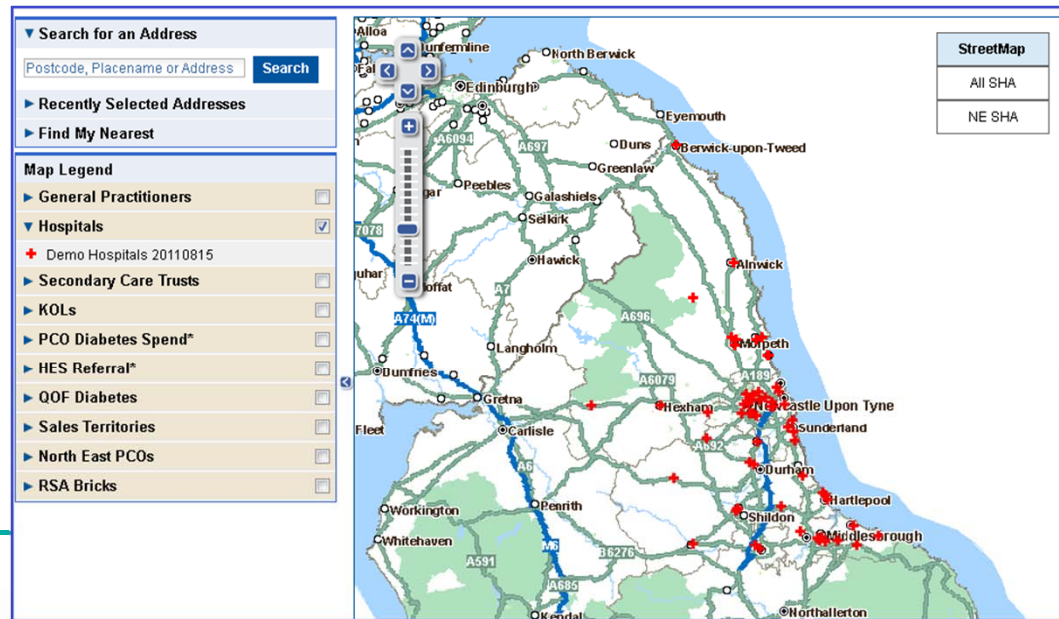 Search for an Address
Postcode, Placename or Address
Search
Recently Selected Addresses
Find My Nearest
Map Legend
General Practitioners
Hospitals
Demo Hospitals 20110815
Secondary Care Trusts
KOLs
PCO Diabetes Spend*
HES Referral*
QOF Diabetes
Sales Territories
North East PCOs
RSA Bricks
StreetMap
All SHA
NE SHA
Alloa
North Berwick
Edinburgh
Eyemouth
A6094
A697
Duns
Berwick-upon-Tweed
Greenlaw
Peebles
Galashiels
Selkirk
Hawick
Alnwick
A7
A74(M)
A696
Morpeth
Langholm
Dumfries
A6079
A189
Gretna
Hexham
Newcastle Upon Tyne
Fleet
Carlisle
Sunderland
A692
A6
Durham
Penrith
Hartlepool
Workington
Shildon
Whitehaven
Middlesbrough
M6
B6276
A591
A685
Kendal
Northallerton